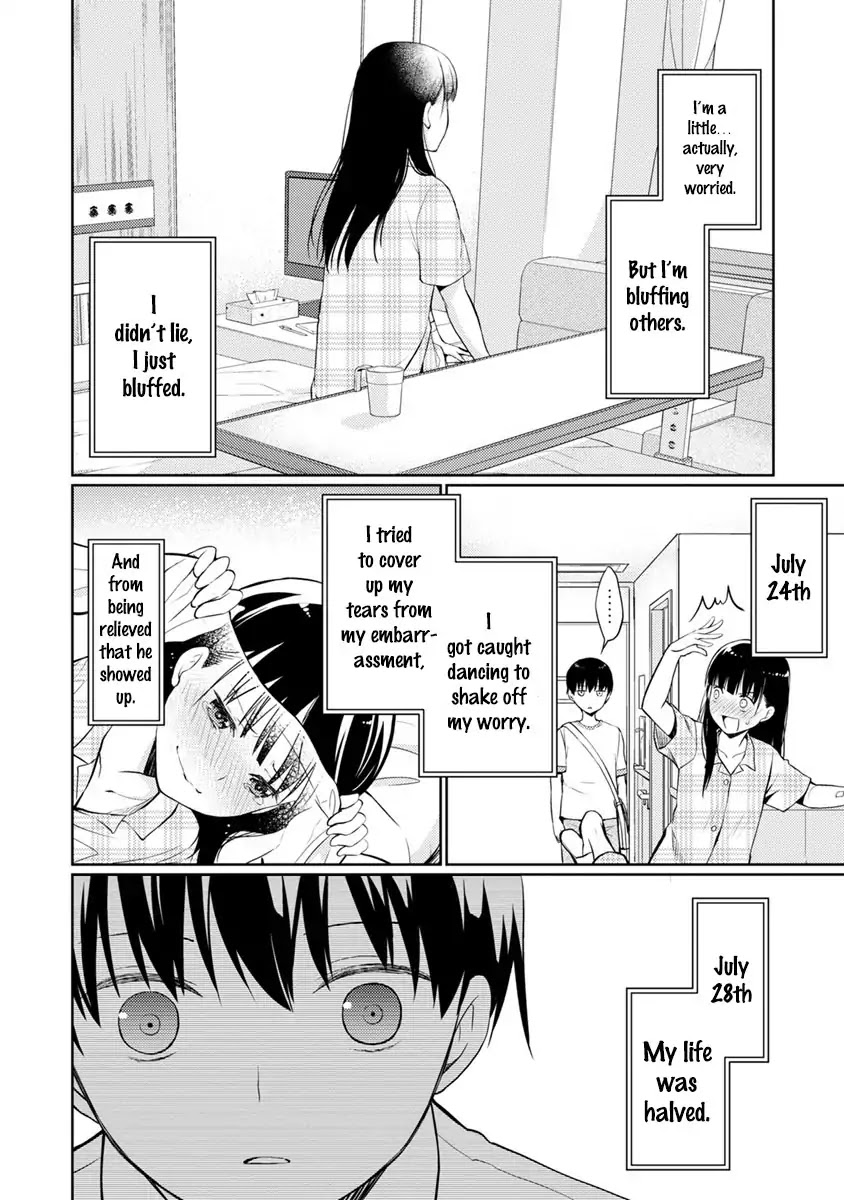 I'm a
little...
actually,
very
worried.
But I'm
bluffing
others.
I
didn't lie,
I just
bluffed.
July
24th
......
I
got caught
dancing to
shake off
my worry.
I tried
to cover
up my
tears from
my embarr-
assment,
And
from
being
relieved
that he
showed
up.
July
28th
My life
was
halved.